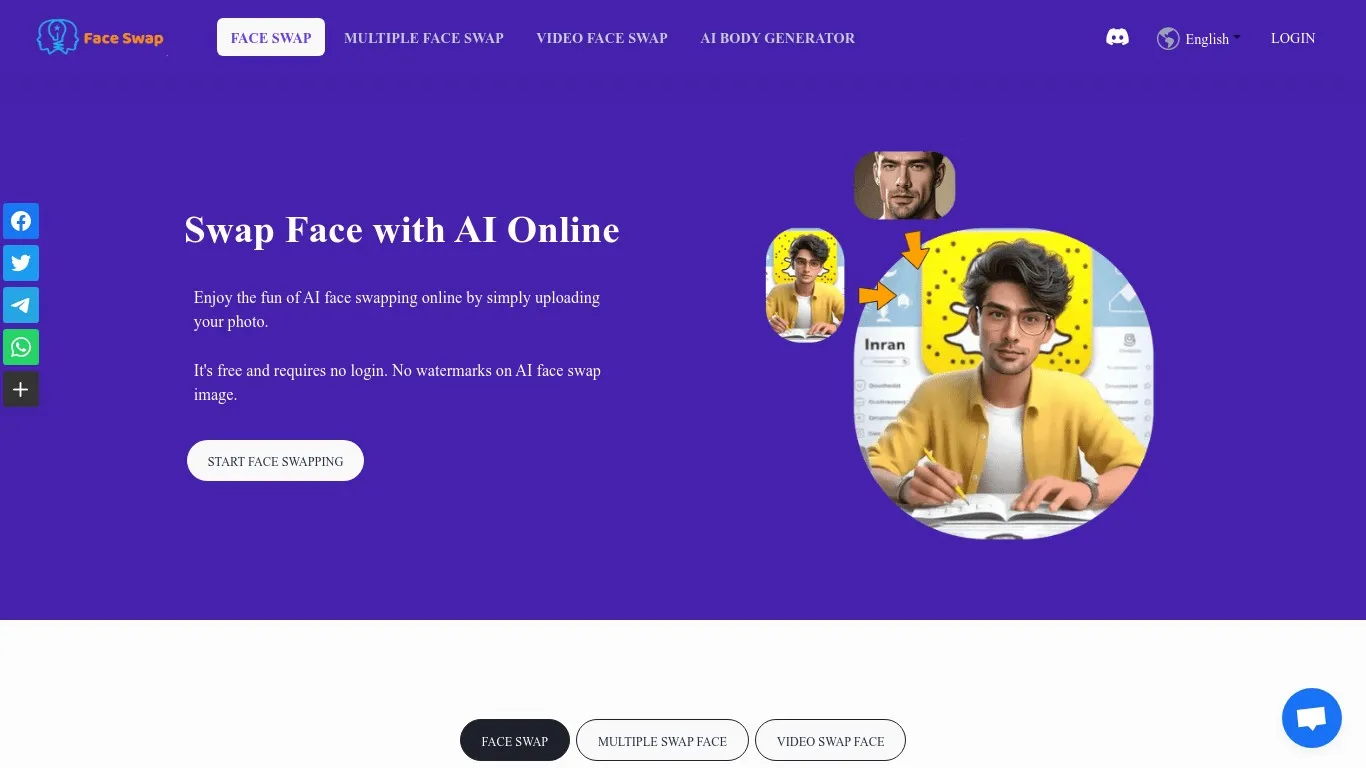 Face Swap
FACE SWAP
MULTIPLE FACE SWAP
VIDEO FACE SWAP
AI BODY GENERATOR
English
LOGIN
Swap Face with AI Online
Enjoy the fun of AI face swapping online by simply uploading
your photo.
It's free and requires no login. No watermarks on AI face swap
image.
START FACE SWAPPING
Inran
FACE SWAP
MULTIPLE SWAP FACE
VIDEO SWAP FACE